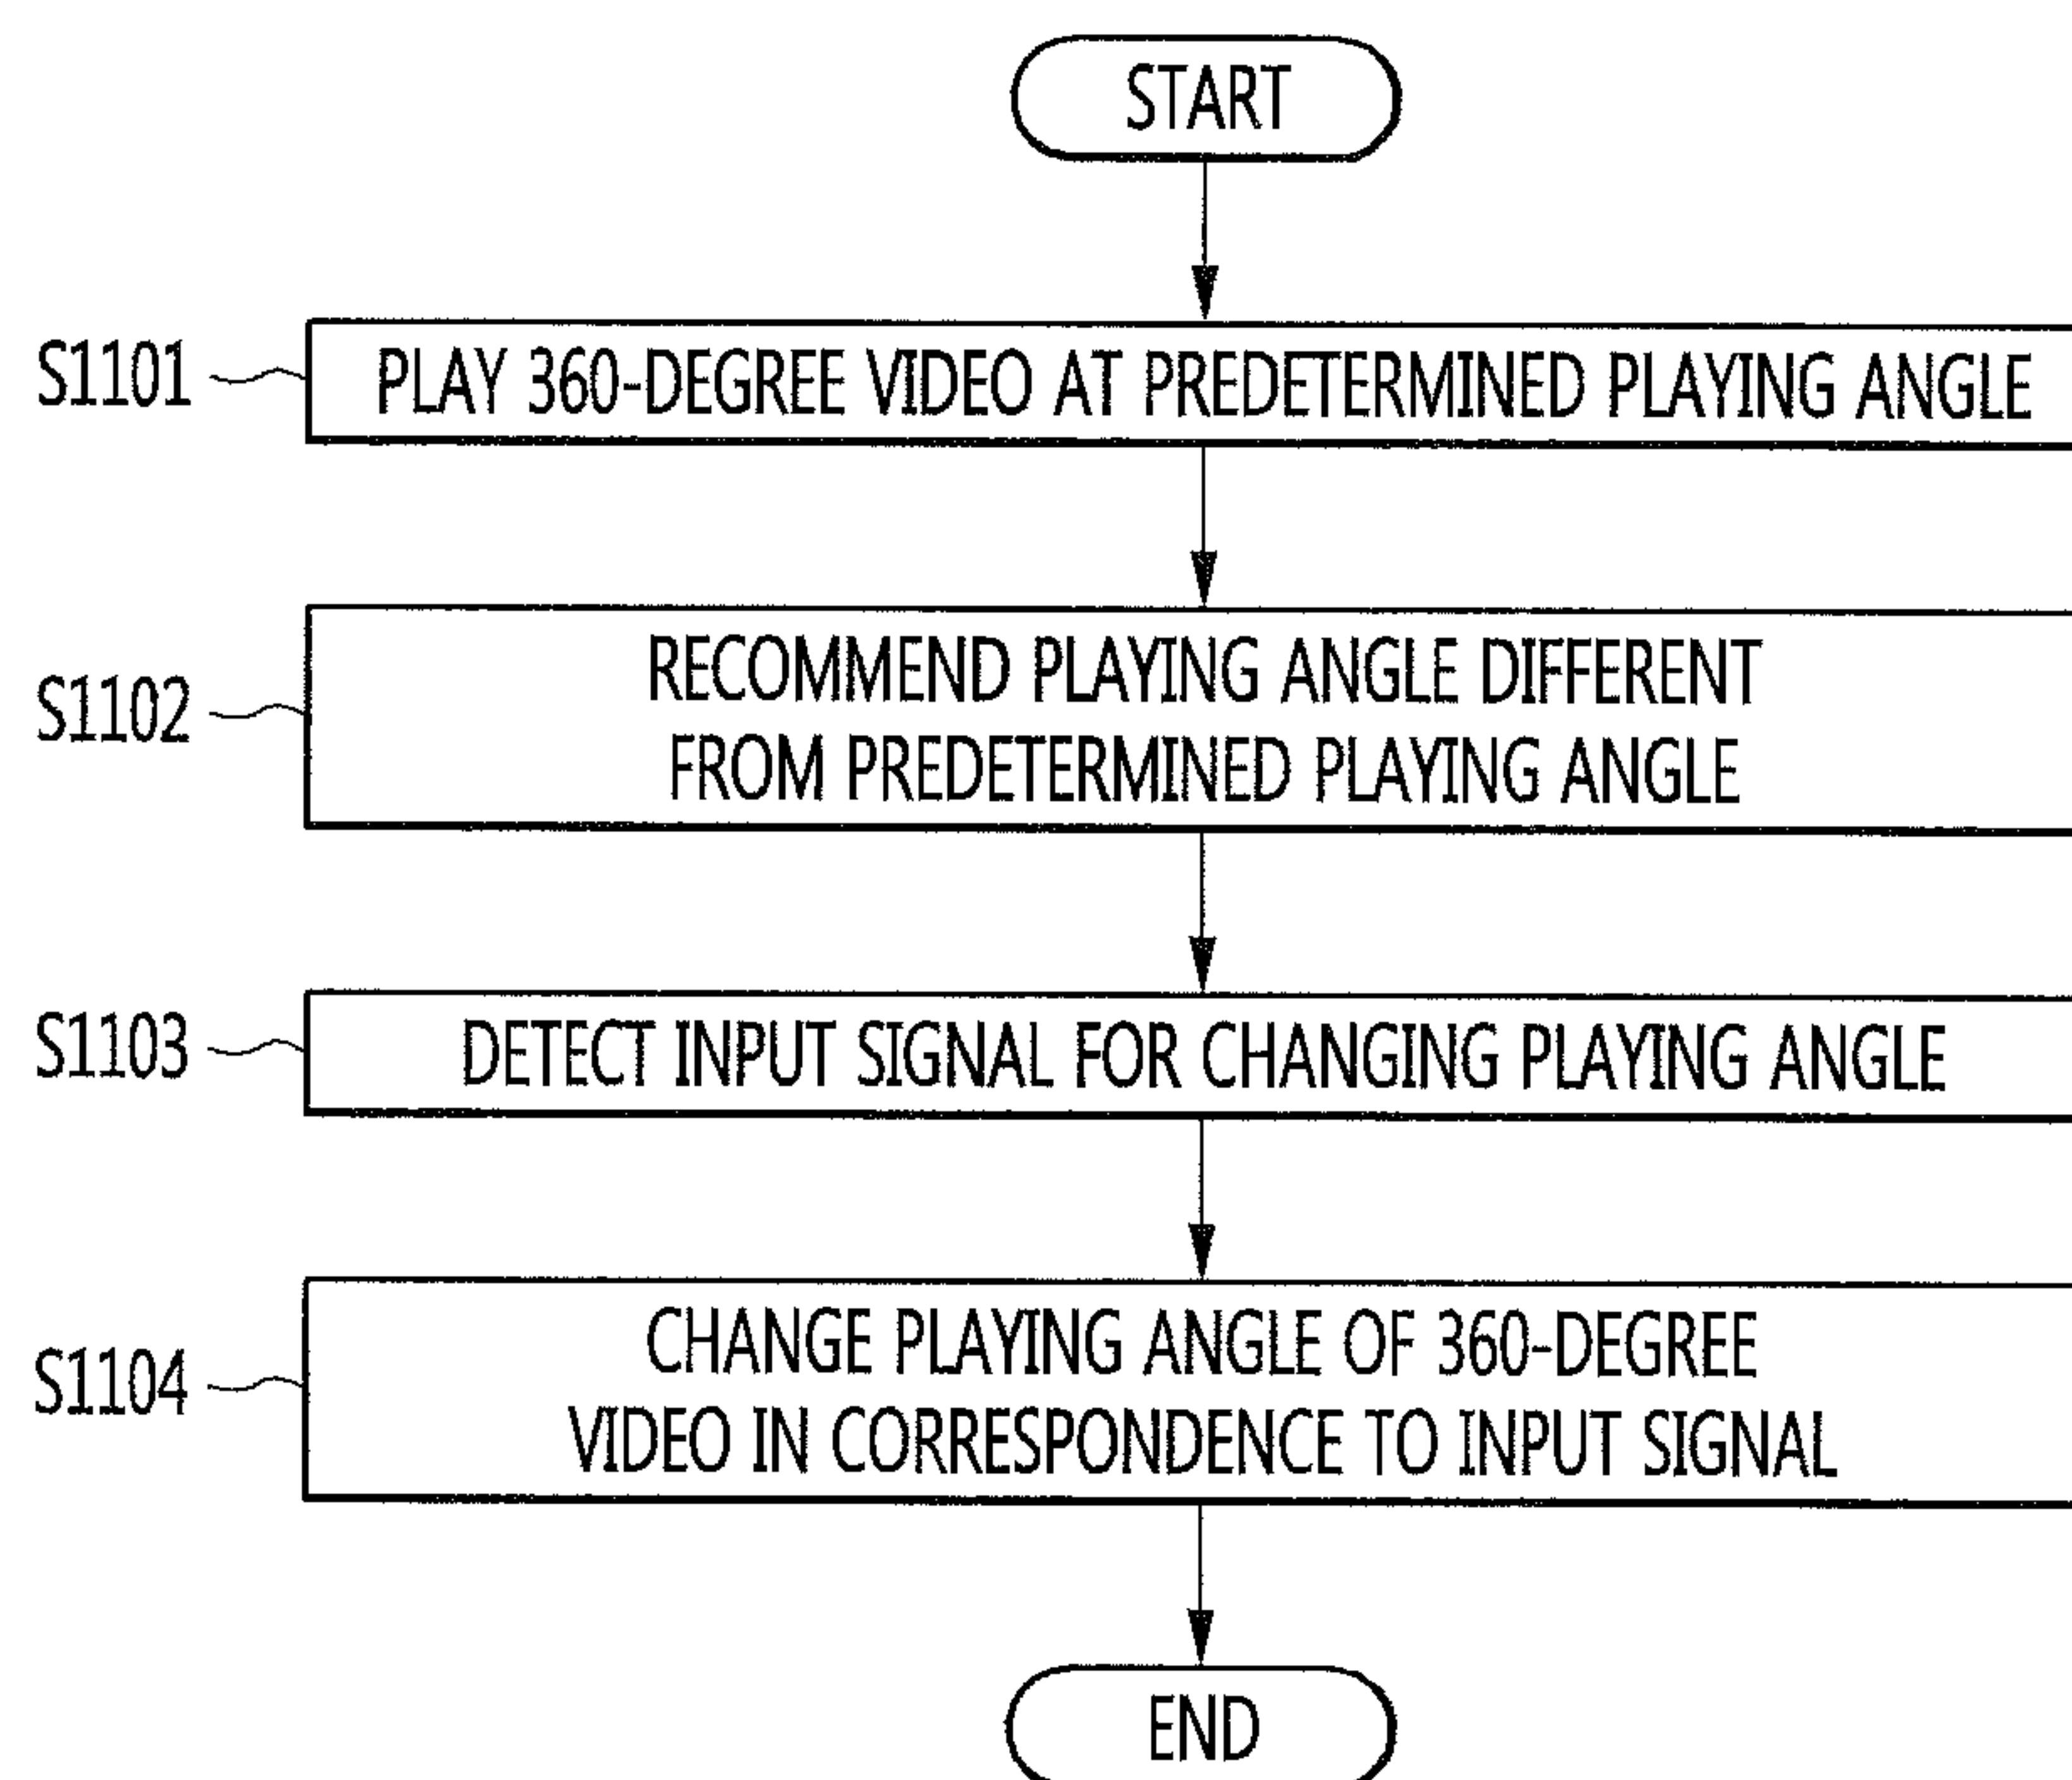 START
S1101
PLAY 360-DEGREE VIDEO AT PREDETERMINED PLAYING ANGLE
S1102
RECOMMEND PLAYING ANGLE DIFFERENT
FROM PREDETERMINED PLAYING ANGLE
S1103
DETECT INPUT SIGNAL FOR CHANGING PLAYING ANGLE
S1104
CHANGE PLAYING ANGLE OF 360-DEGREE
VIDEO IN CORRESPONDENCE TO INPUT SIGNAL
END